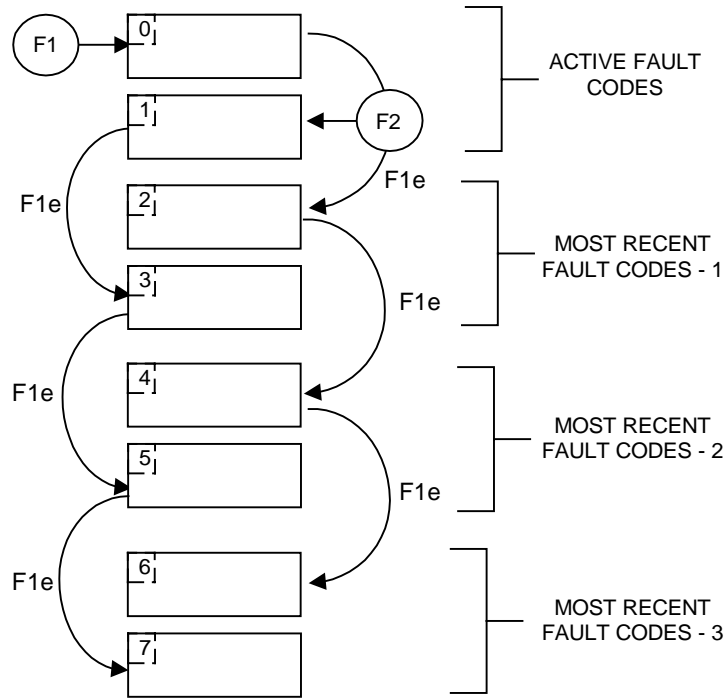 F1
0
ACTIVE FAULT
CODES
1
F2
F1e
F1e
2
MOST RECENT
FAULT CODES - 1
3
F1e
4
F1e
MOST RECENT
FAULT CODES - 2
5
F1e
6
F1e
MOST RECENT
FAULT CODES - 3
7